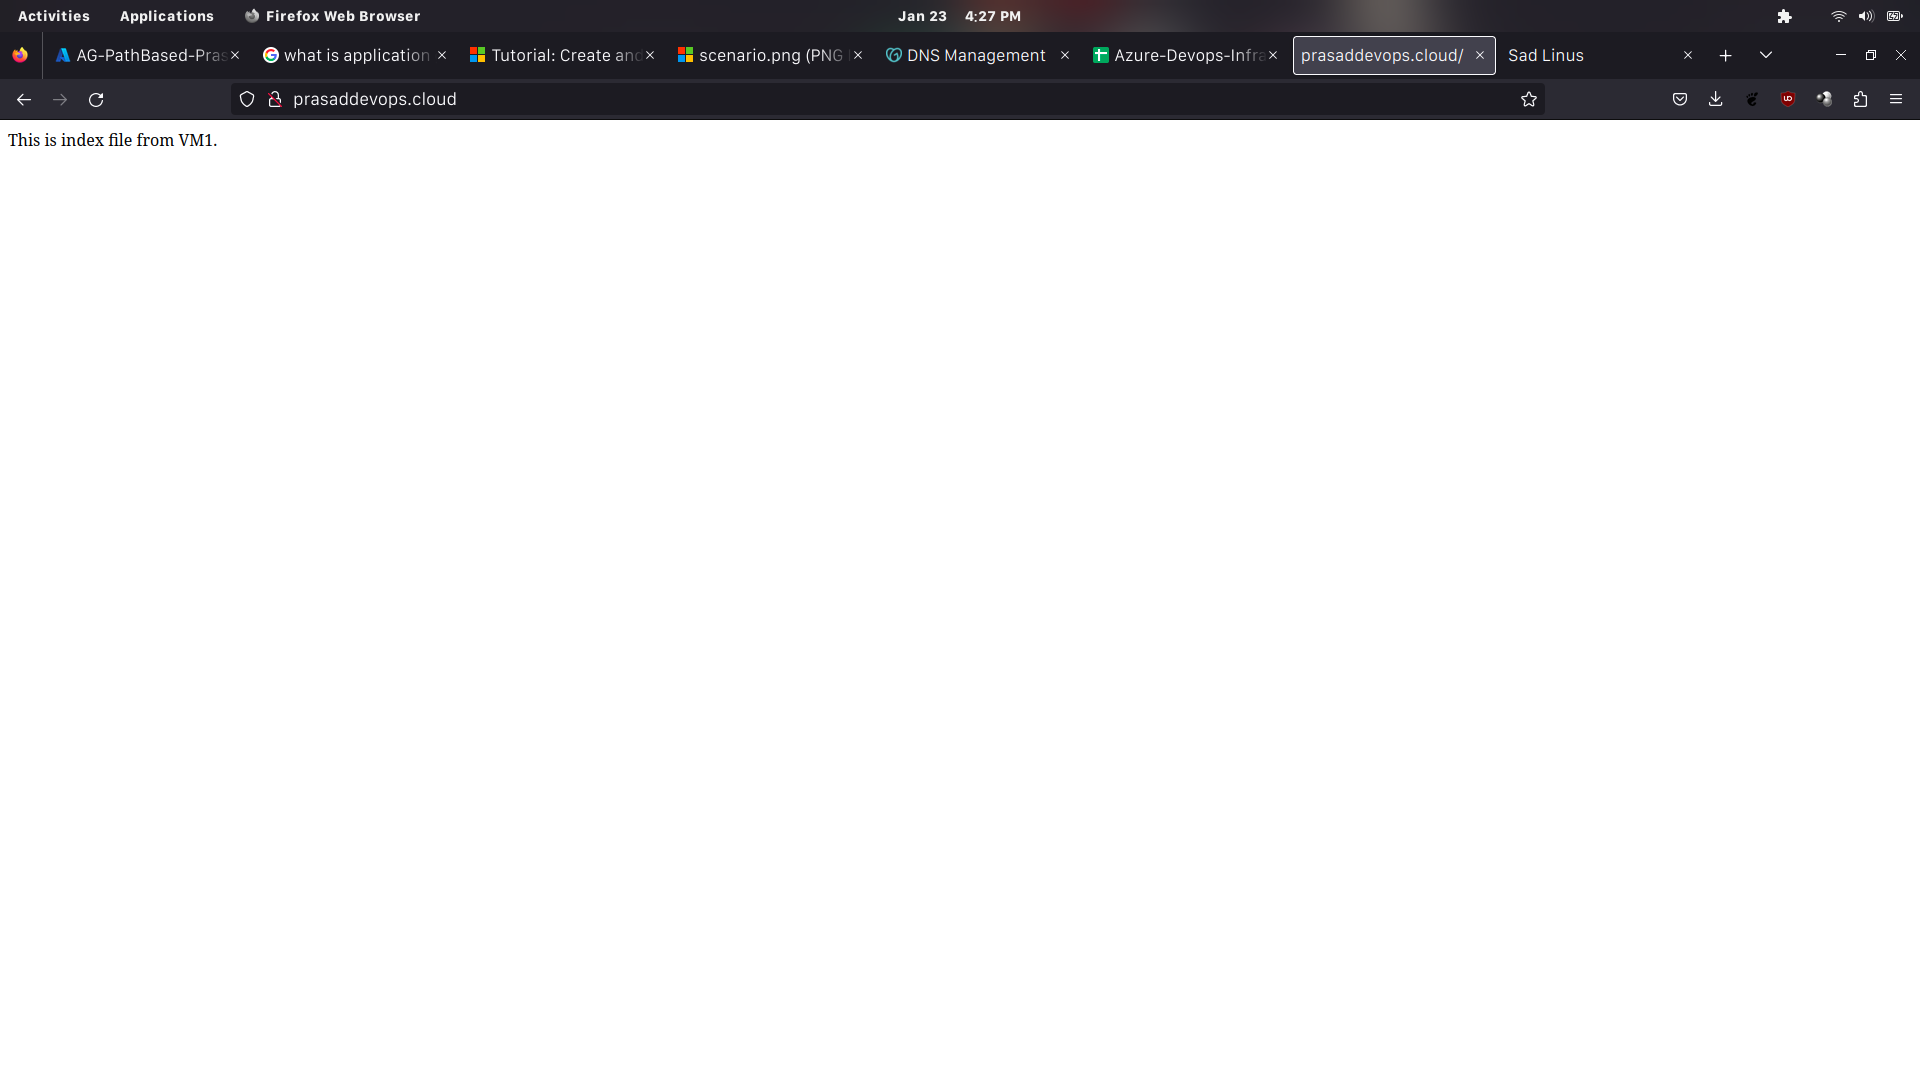 Activities Applications Firefox Web Browser Jan 23 4:27 PM
AG-PathBased-Pras what is application Tutorial: Create and scenario.png (PNG DNS Management Azure-Devops-Infra prasaddevops.cloud/ Sad Linus
prasaddevops.cloud
This is index file from VM1.